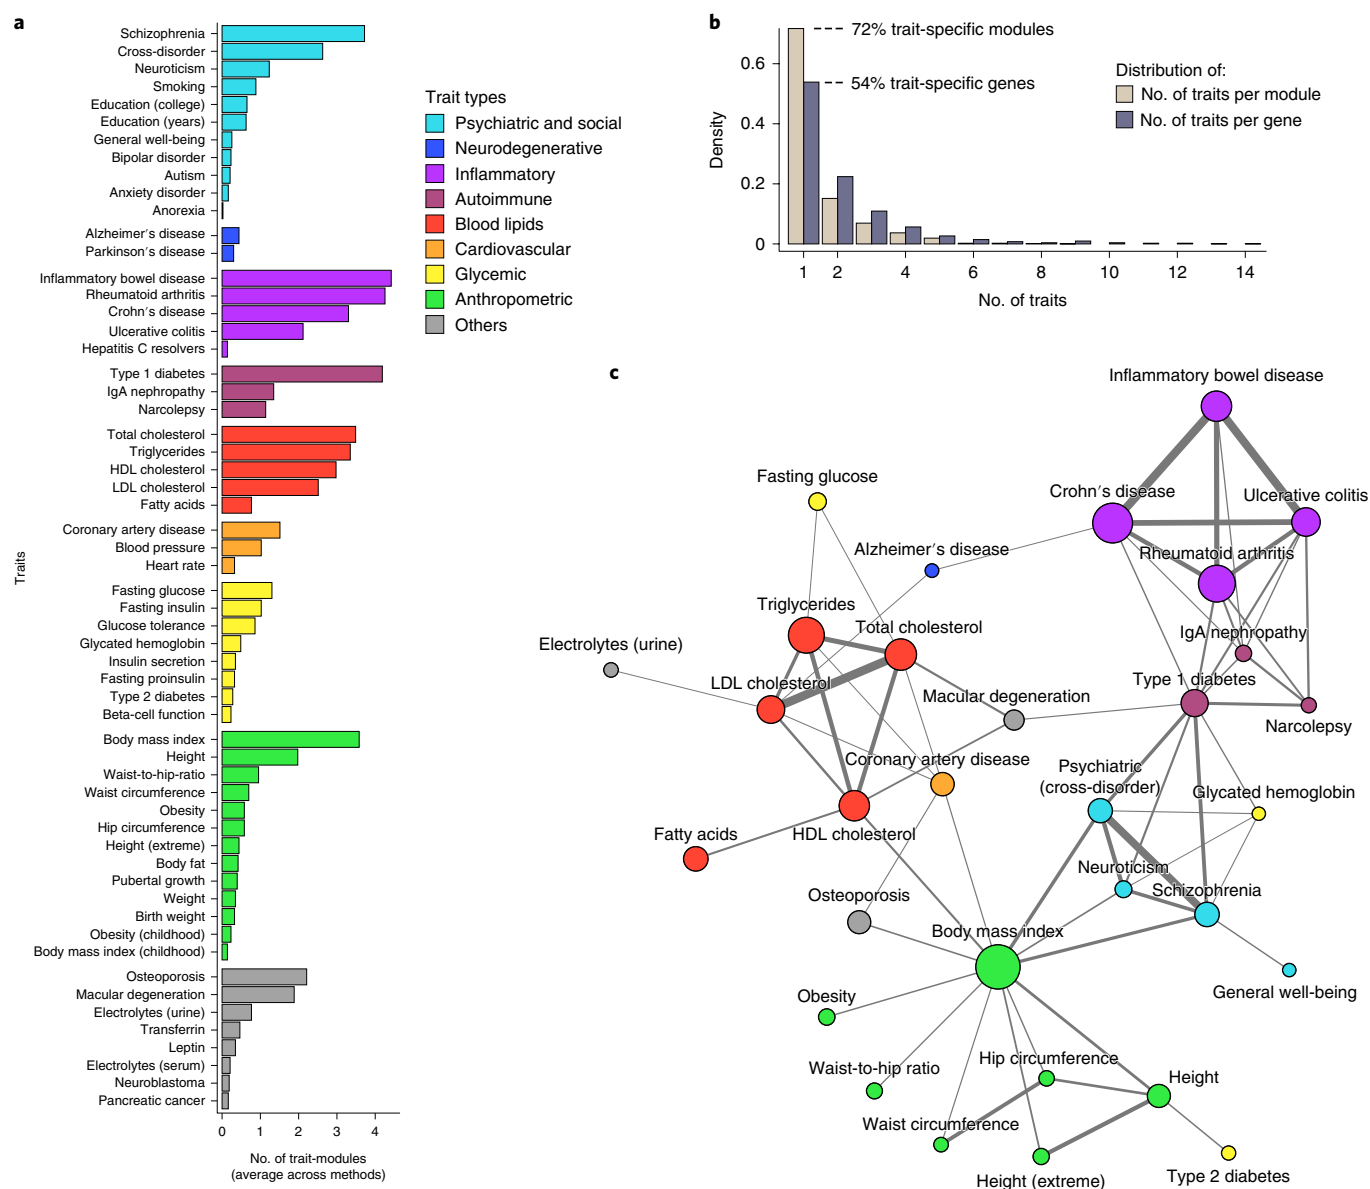 a
Traits
Schizophrenia
Cross-disorder
Neuroticism
Smoking
Education (college)
Education (years)
General well-being
Bipolar disorder
Autism
Anxiety disorder
Anorexia
Alzheimer′s disease
Parkinson′s disease
Inflammatory bowel disease
Rheumatoid arthritis
Crohn′s disease
Ulcerative colitis
Hepatitis C resolvers
Type 1 diabetes
IgA nephropathy
Narcolepsy
Total cholesterol
Triglycerides
HDL cholesterol
LDL cholesterol
Fatty acids
Coronary artery disease
Blood pressure
Heart rate
Fasting glucose
Fasting insulin
Glucose tolerance
Glycated hemoglobin
Insulin secretion
Fasting proinsulin
Type 2 diabetes
Beta-cell function
Body mass index
Height
Waist-to-hip-ratio
Waist circumference
Obesity
Hip circumference
Height (extreme)
Body fat
Pubertal growth
Weight
Birth weight
Obesity (childhood)
Body mass index (childhood)
Osteoporosis
Macular degeneration
Electrolytes (urine)
Transferrin
Leptin
Electrolytes (serum)
Neuroblastoma
Pancreatic cancer
0 1 2 3 4
No. of trait-modules
(average across methods)
Trait types
Psychiatric and social
Neurodegenerative
Inflammatory
Autoimmune
Blood lipids
Cardiovascular
Glycemic
Anthropometric
Others
b
Density
0.6
0.4
0.2
0
72% trait-specific modules
54% trait-specific genes
Distribution of:
No. of traits per module
No. of traits per gene
1 2 4 6 8 10 12 14
No. of traits
c
Inflammatory bowel disease
Fasting glucose
Crohn′s disease
Ulcerative colitis
Alzheimer′s disease
Rheumatoid arthritis
Triglycerides
Total cholesterol
IgA nephropathy
Electrolytes (urine)
LDL cholesterol
Macular degeneration
Type 1 diabetes
Narcolepsy
Coronary artery disease
Psychiatric
(cross-disorder)
Glycated hemoglobin
Fatty acids
HDL cholesterol
Neuroticism
Schizophrenia
Osteoporosis
Body mass index
General well-being
Obesity
Waist-to-hip ratio
Hip circumference
Height
Waist circumference
Height (extreme)
Type 2 diabetes